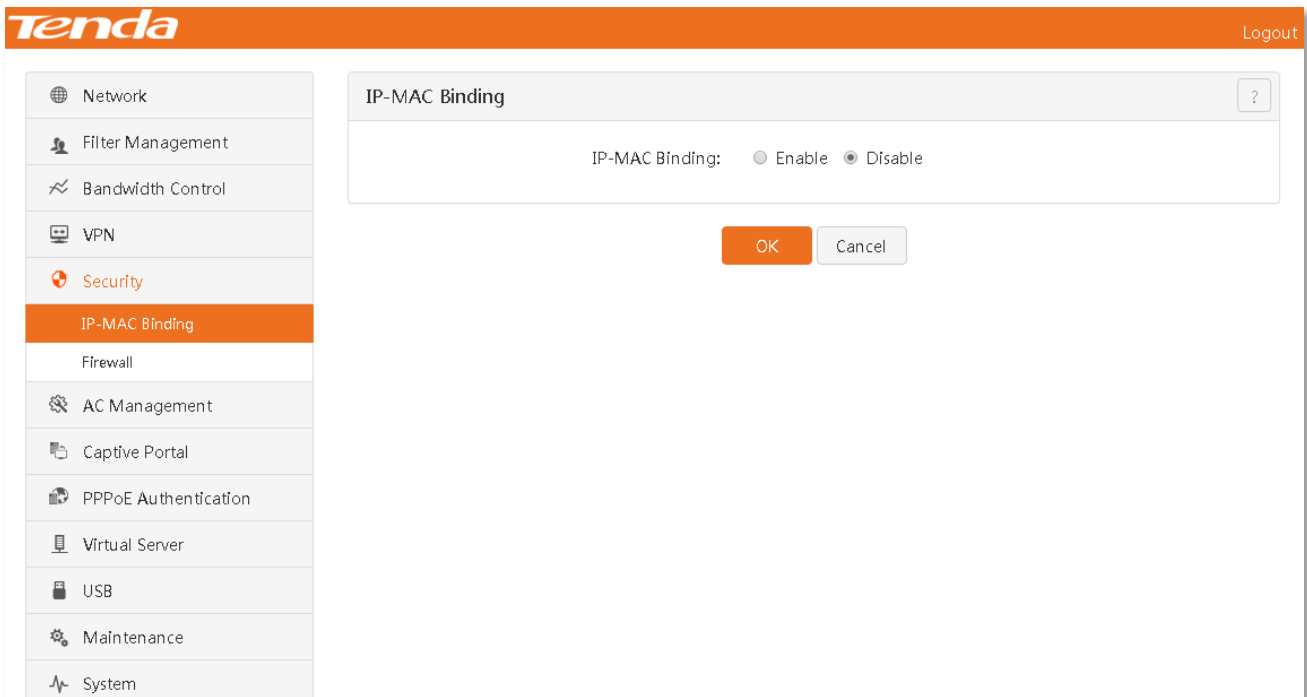 Tenda
Logout
Network
Filter Management
Bandwidth Control
VPN
Security
IP-MAC Binding
Firewall
AC Management
Captive Portal
PPPoE Authentication
Virtual Server
USB
Maintenance
System
IP-MAC Binding
?
IP-MAC Binding: Enable Disable
OK Cancel